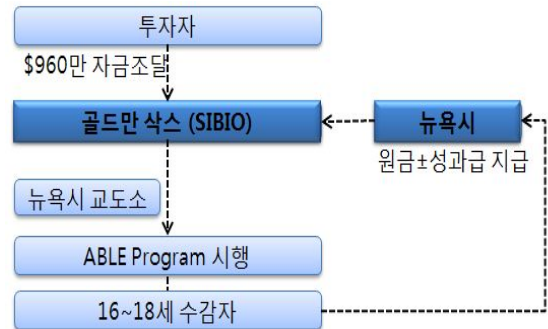 투자자
$960만 자금조달
골드만 삭스 (SIBIO)
뉴욕시
원금±성과급 지급
뉴욕시 교도소
ABLE Program 시행
16~18세 수감자